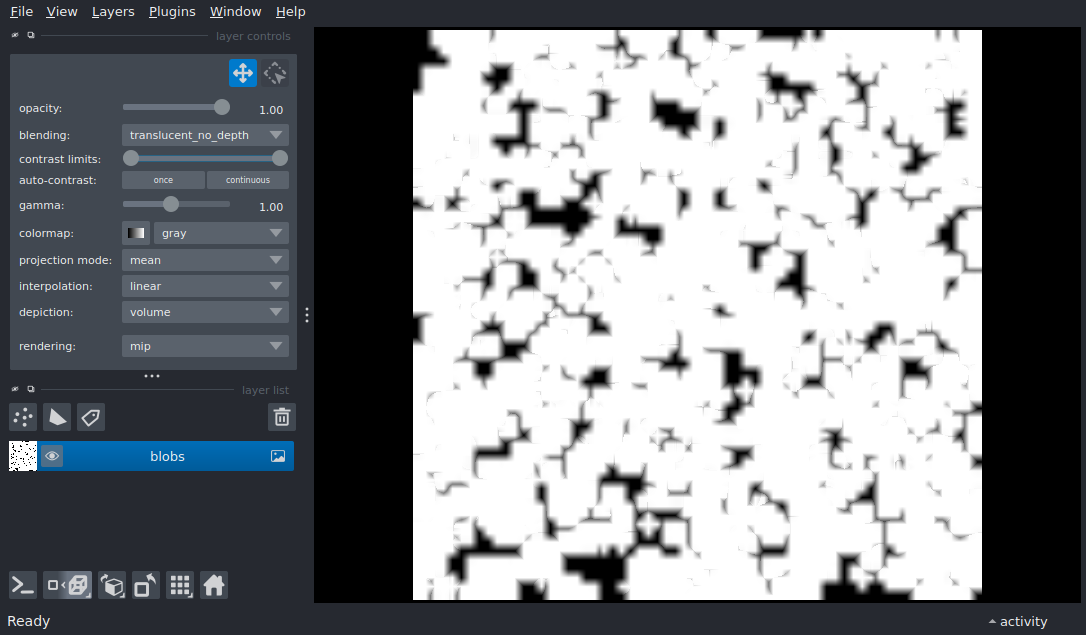 File View Layers Plugins Window Help
layer controls
opacity: 1.00
blending: translucent_no_depth
contrast limits:
auto-contrast: once continuous
gamma: 1.00
colormap: gray
projection mode: mean
interpolation: linear
depiction: volume
rendering: mip
layer list
blobs
Ready activity